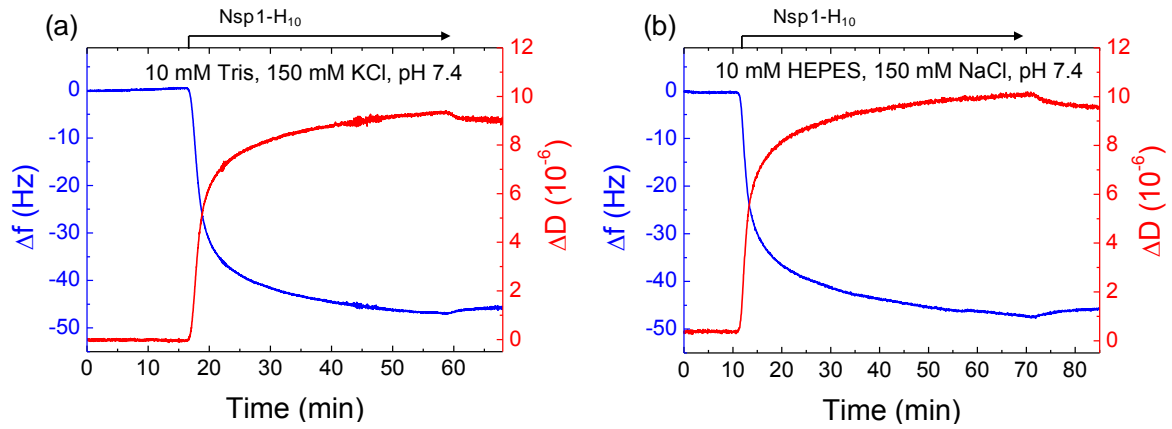 (a)
Nsp1-H10
10 mM Tris, 150 mM KCl, pH 7.4
Δf (Hz)
0
-10
-20
-30
-40
-50
ΔD (10-6)
12
10
8
6
4
2
0
0 10 20 30 40 50 60
Time (min)
(b)
Nsp1-H10
10 mM HEPES, 150 mM NaCl, pH 7.4
Δf (Hz)
0
-10
-20
-30
-40
-50
ΔD (10-6)
12
10
8
6
4
2
0
0 10 20 30 40 50 60 70 80
Time (min)